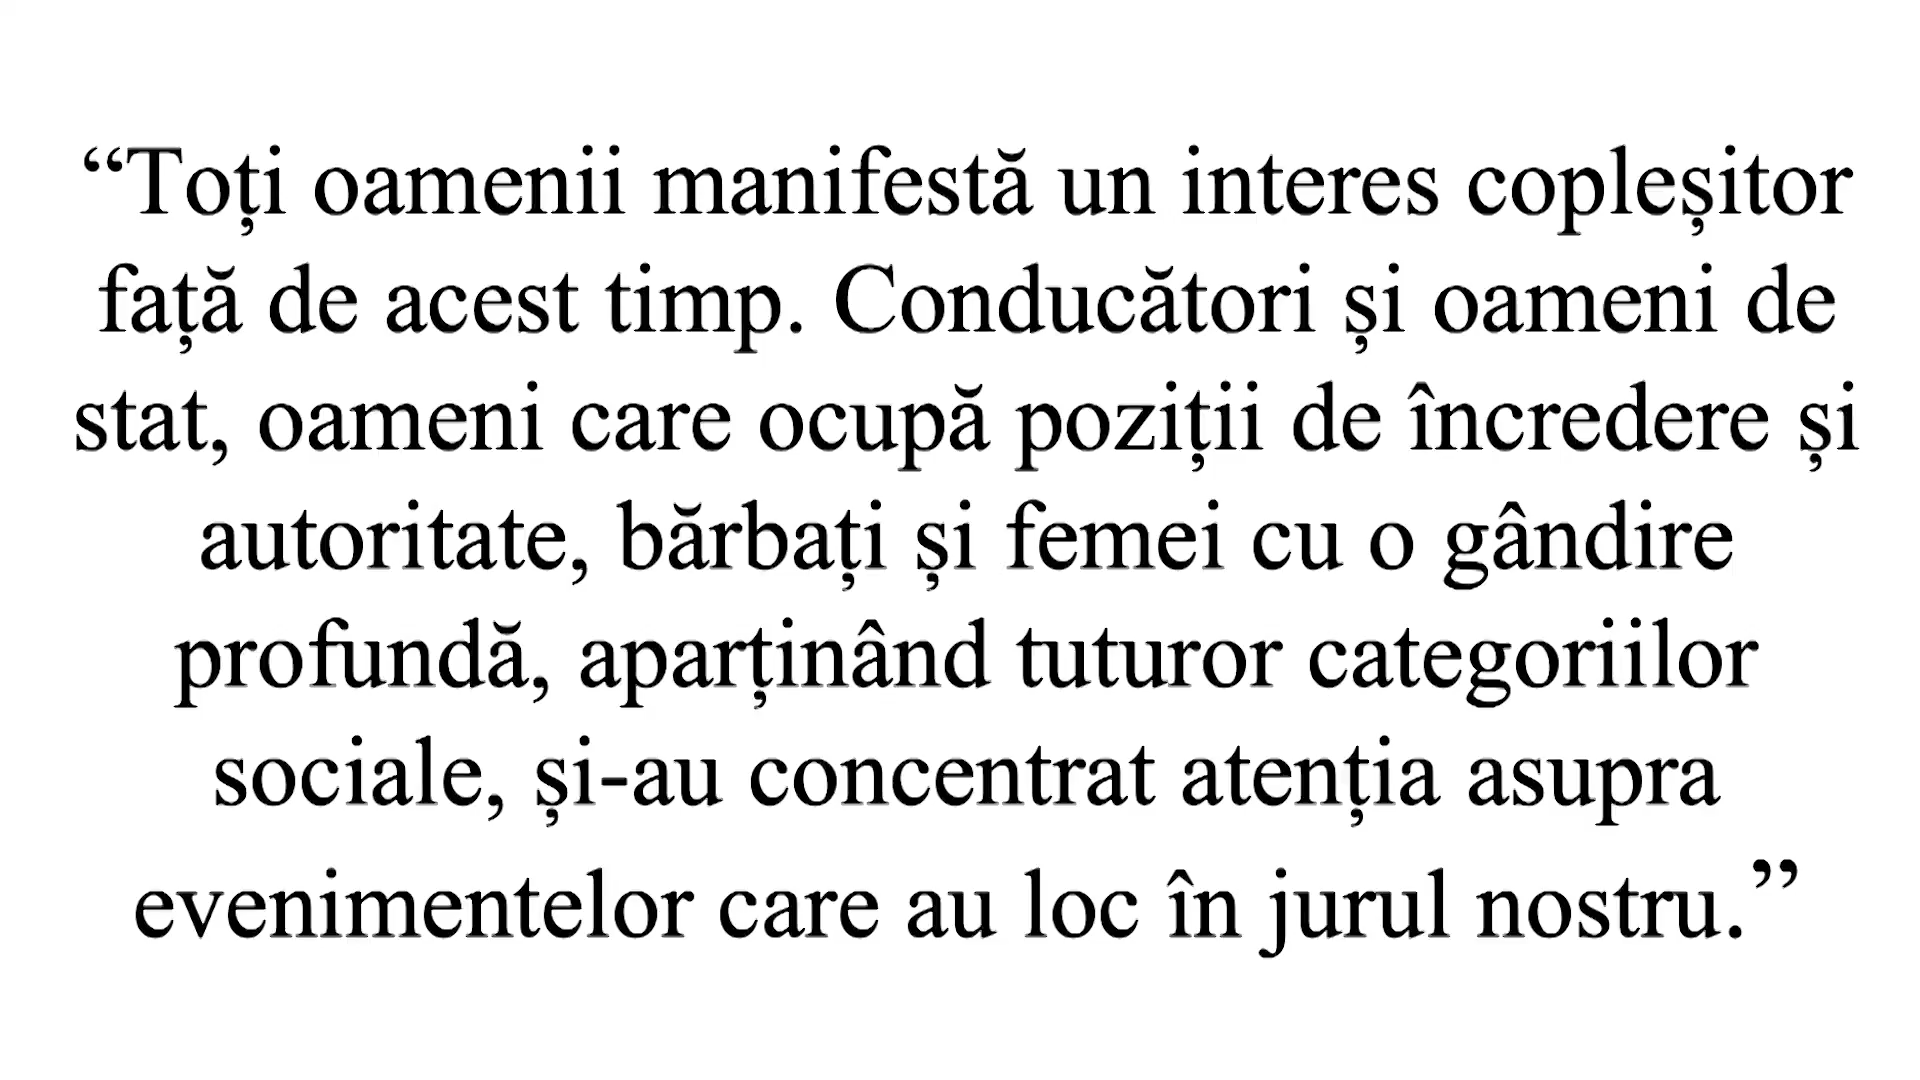 “Toți oamenii manifestă un interes copleșitor
față de acest timp. Conducători și oameni de
stat, oameni care ocupă poziții de încredere și
autoritate, bărbați și femei cu o gândire
profundă, aparținând tuturor categoriilor
sociale, și-au concentrat atenția asupra
evenimentelor care au loc în jurul nostru.”